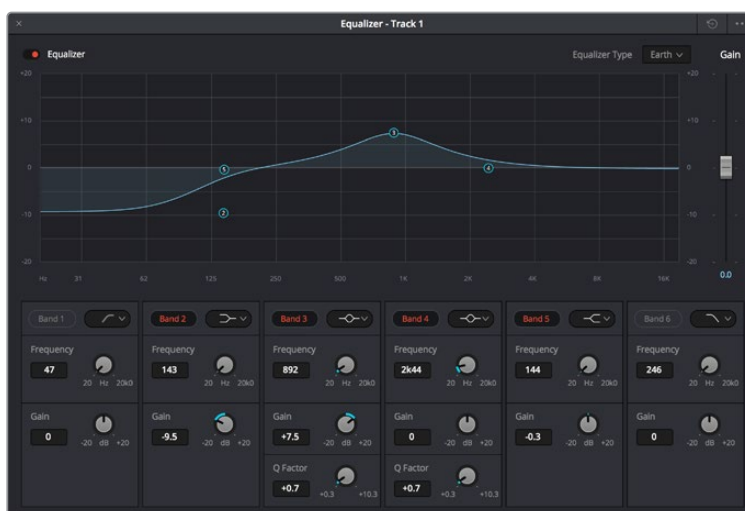 Equalizer - Track 1
Equalizer
Equalizer Type Earth Gain
+20 +20
+10 +10
5 3 4
0 0
2
-10 -10
-20 -20
Hz 31 62 125 250 500 1K 2K 4K 8K 16K
0.0
Band 1 Band 2 Band 3 Band 4 Band 5 Band 6
Frequency Frequency Frequency Frequency Frequency Frequency
47 143 892 2k44 144 246
20 Hz 20k0 20 Hz 20k0 20 Hz 20k0 20 Hz 20k0 20 Hz 20k0 20 Hz 20k0
Gain Gain Gain Gain Gain Gain
0 -9.5 +7.5 0 -0.3 0
-20 dB +20 -20 dB +20 -20 dB +20 -20 dB +20 -20 dB +20 -20 dB +20
Q Factor Q Factor
+0.7 +0.7
+0.3 +10.3 +0.3 +10.3